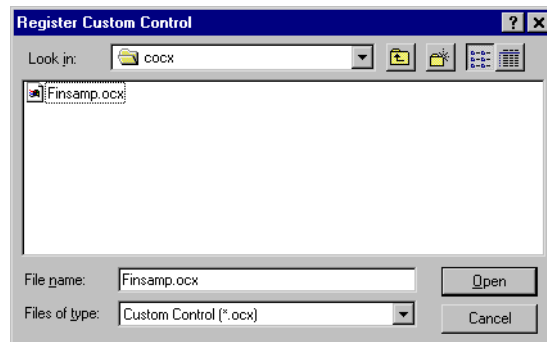 Register Custom Control
Look in: cocx
Finsamp.ocx
File name: Finsamp.ocx Open
Files of type: Custom Control (*.ocx) Cancel